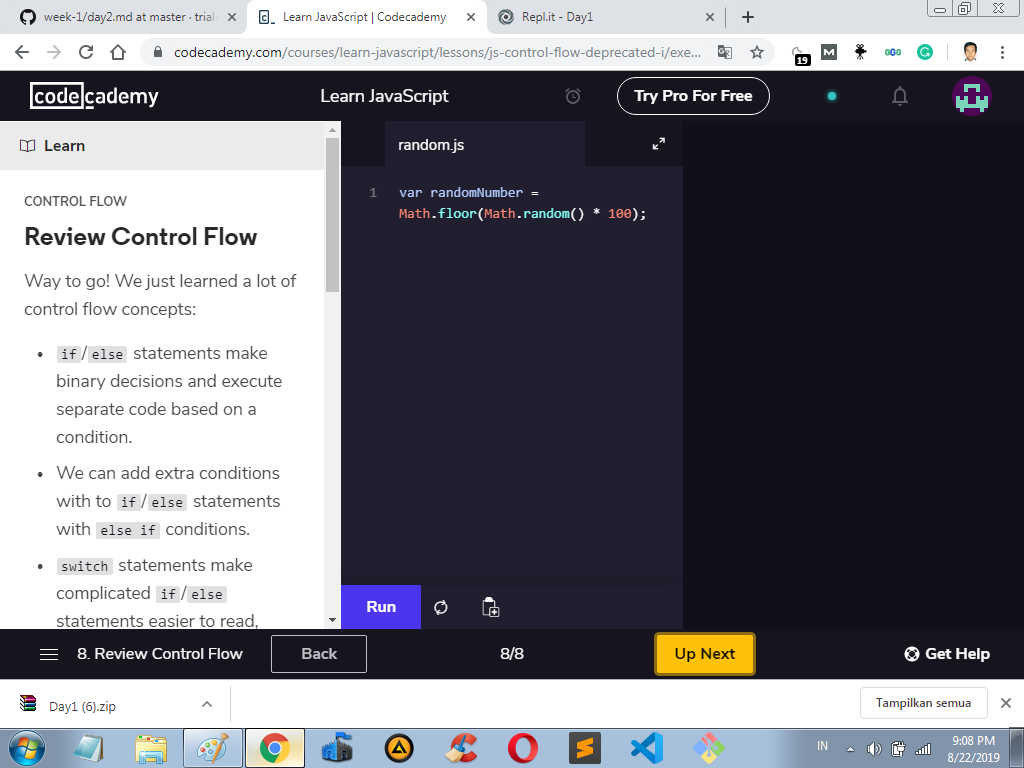 week-1/day2.md at master · trial-
Learn JavaScript | Codecademy
Repl.it - Day1
codecademy.com/courses/learn-javascript/lessons/js-control-flow-deprecated-i/exe...
19
M
codecademy
Learn JavaScript
Try Pro For Free
Learn
random.js
CONTROL FLOW
Review Control Flow
Way to go! We just learned a lot of
control flow concepts:
• if/else statements make
binary decisions and execute
separate code based on a
condition.
• We can add extra conditions
with to if/else statements
with else if conditions.
• switch statements make
complicated if/else
statements easier to read,
1 var randomNumber =
Math.floor(Math.random() * 100);
Run
8. Review Control Flow
Back
8/8
Up Next
Get Help
Day1 (6).zip
Tampilkan semua
IN
9:08 PM
8/22/2019